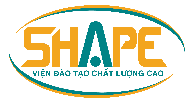 SHAPE
VIỆN ĐÀO TẠO CHẤT LƯỢNG CAO